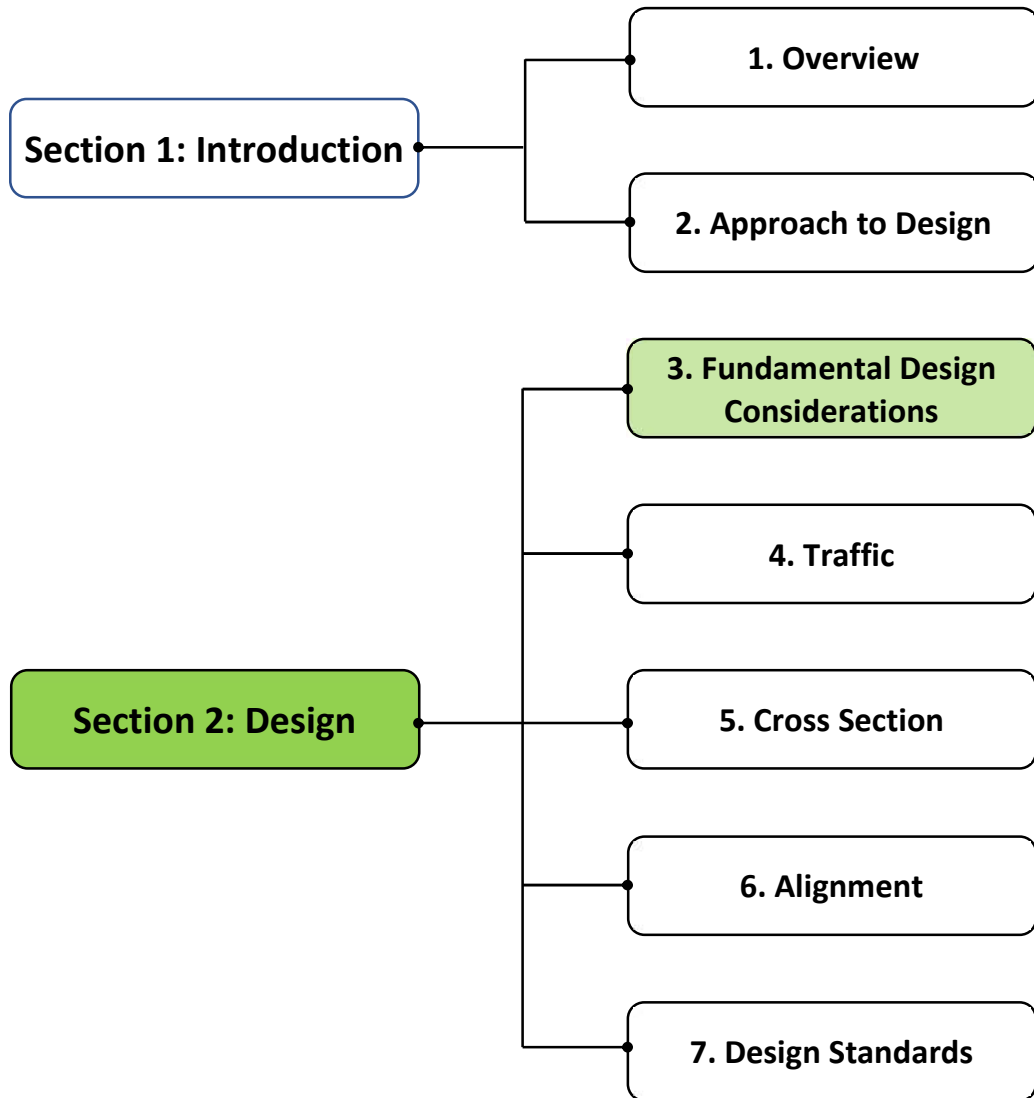 1. Overview
Section 1: Introduction
2. Approach to Design
3. Fundamental Design
Considerations
4. Traffic
Section 2: Design
5. Cross Section
6. Alignment
7. Design Standards